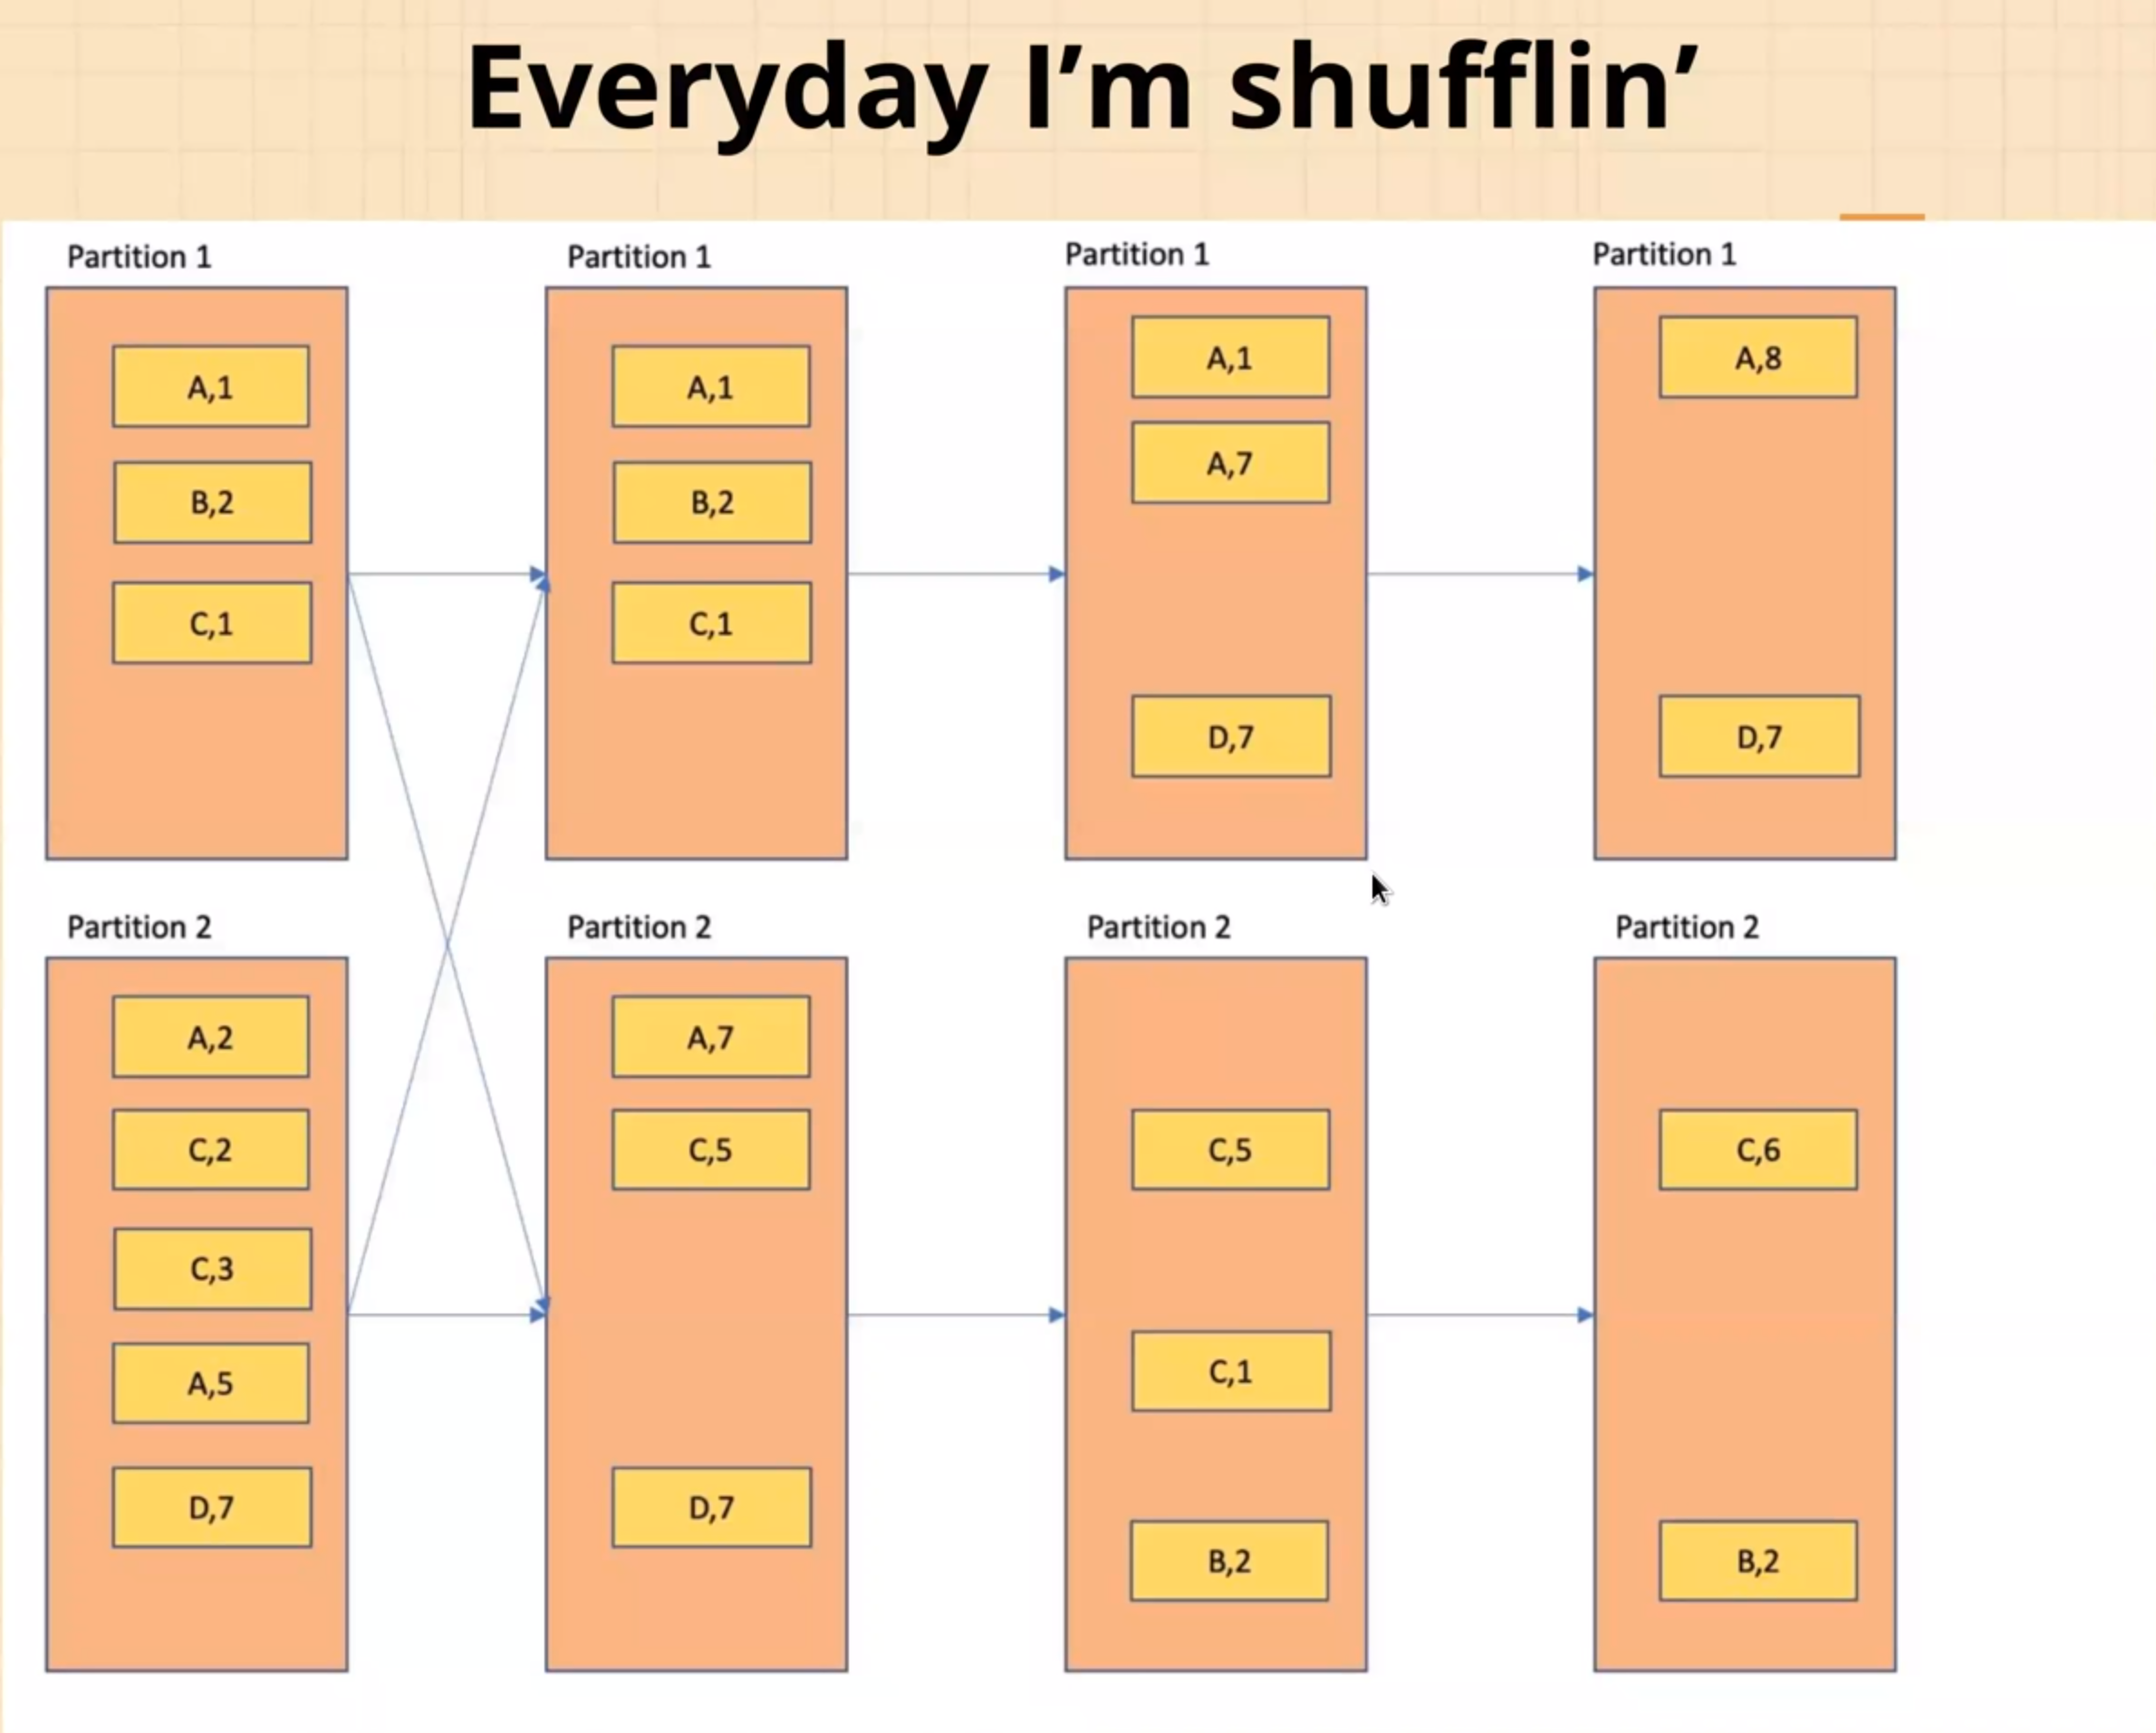 Everyday I’m shufflin’
Partition 1
A,1
B,2
C,1
Partition 2
A,2
C,2
C,3
A,5
D,7
Partition 1
A,1
B,2
C,1
Partition 2
A,7
C,5
D,7
Partition 1
A,1
A,7
D,7
Partition 2
C,5
C,1
B,2
Partition 1
A,8
D,7
Partition 2
C,6
B,2